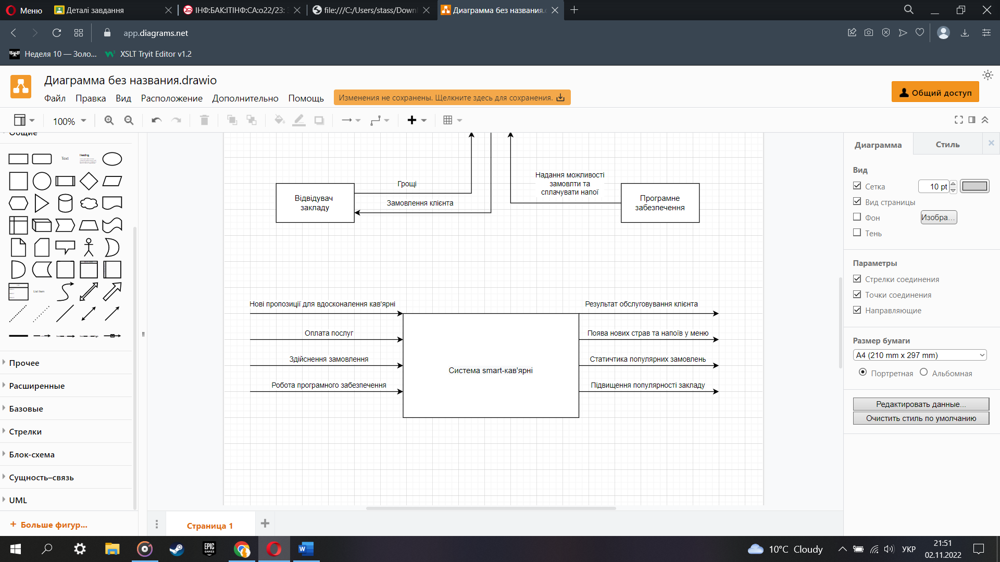 Меню
Деталі завдання
ІНФ:БАК:ІТІНФ:СА:о22/23:
file:///C:/Users/stass/Down
Диаграмма без названия.
app.diagrams.net
Неделя 10 — Золо...
XSLT Tryit Editor v1.2
Диаграмма без названия.drawio
Файл Правка Вид Расположение Дополнительно Помощь
Изменения не сохранены. Щелкните здесь для сохранения.
Общий доступ
100%
Общие
Text
Heading
List Item
Прочее
Расширенные
Базовые
Стрелки
Блок-схема
Сущность–связь
UML
+ Больше фигур...
Грощі
Замовлення клієнта
Відвідувач
закладу
Надання можливості
замовлти та
сплачувати напої
Програмне
забезпечення
Нові пропозиції для вдосконалення кав'ярні
Оплата послуг
Здійснення замовлення
Робота програмного забезпечення
Система smart-кав'ярні
Результат обслуговування клієнта
Поява нових страв та напоїв у меню
Статичтика популярних замовлень
Підвищення популярності закладу
Диаграмма
Стиль
Вид
Сетка
10 pt
Вид страницы
Фон
Изобра...
Тень
Параметры
Стрелки соединения
Точки соединения
Направляющие
Размер бумаги
A4 (210 mm x 297 mm)
Портретная
Альбомная
Редактировать данные...
Очистить стиль по умолчанию
Страница 1
EPIC
GAMES
W
10°C Cloudy
УКР
21:51
02.11.2022